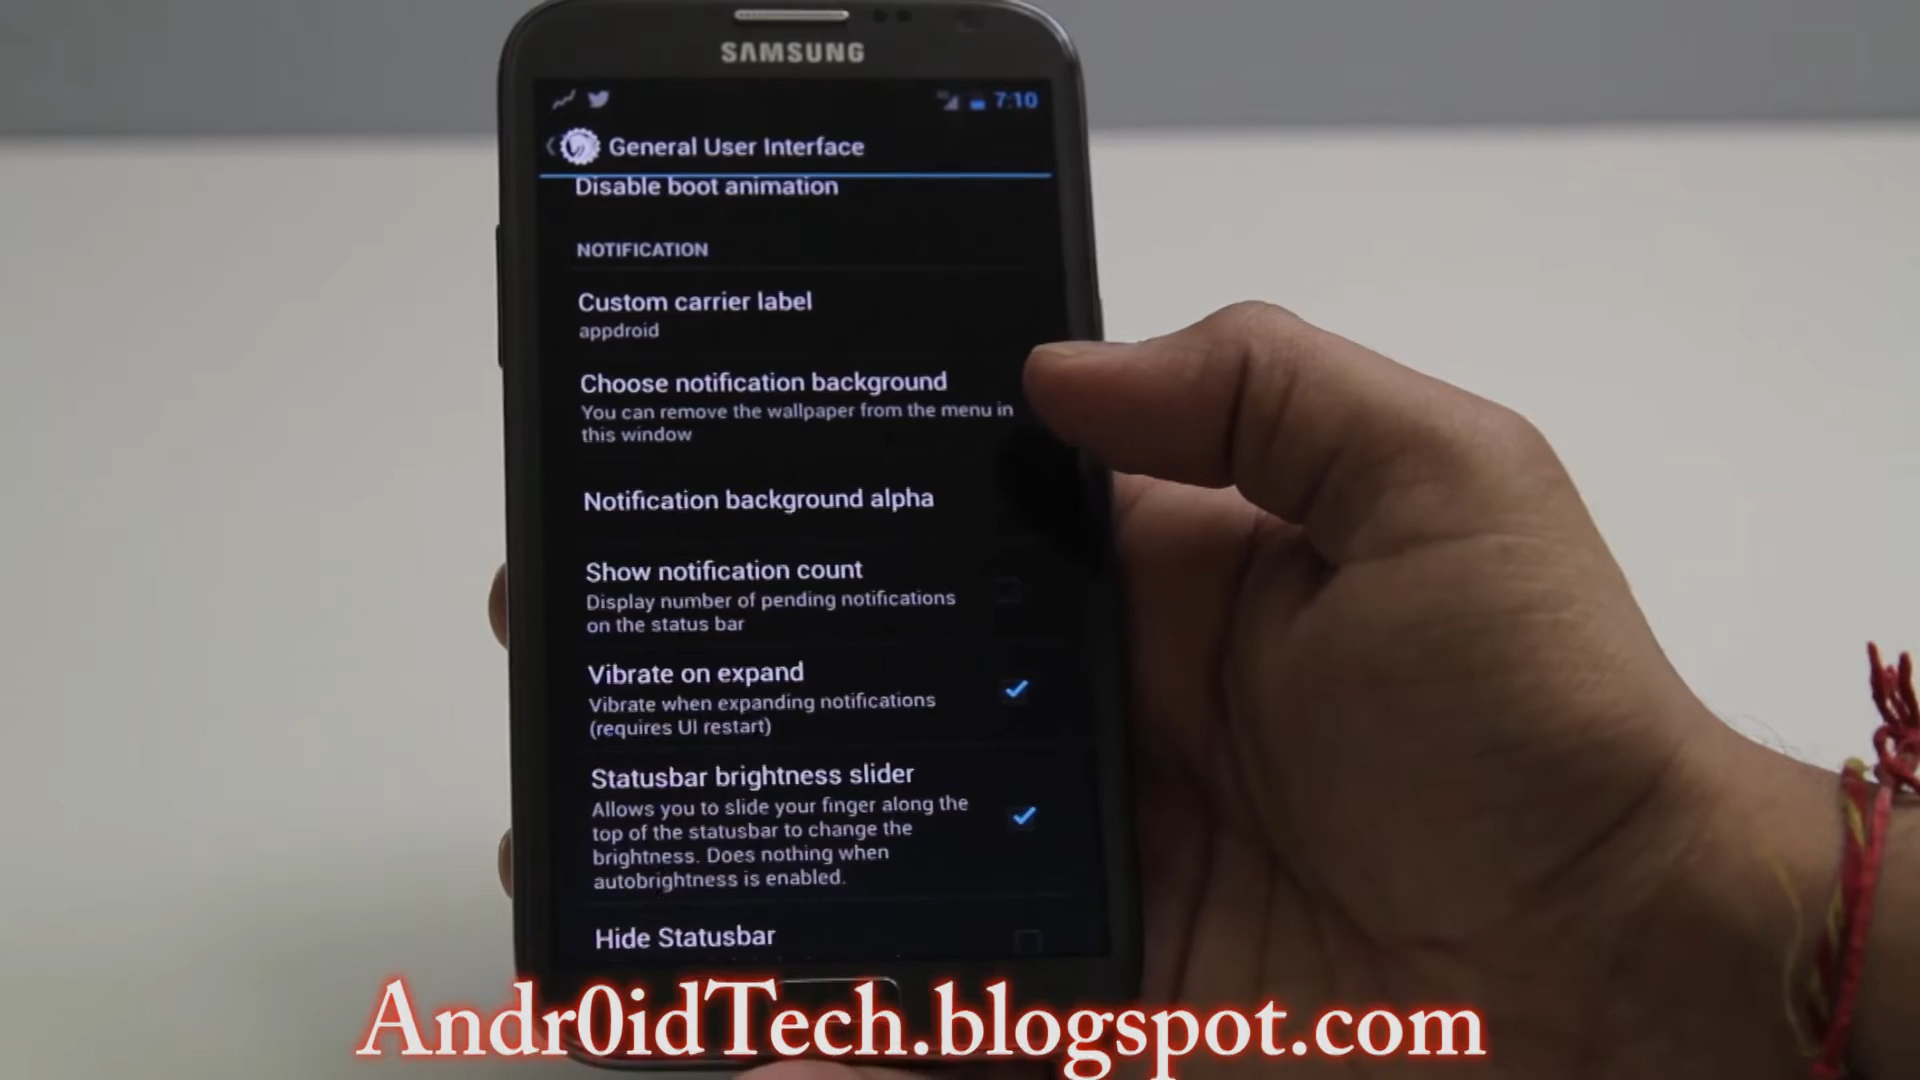 SAMSUNG
7:10
General User Interface
Disable boot animation
NOTIFICATION
Custom carrier label
appdroid
Choose notification background
You can remove the wallpaper from the menu in
this window
Notification background alpha
Show notification count
Display number of pending notifications
on the status bar
Vibrate on expand
Vibrate when expanding notifications
(requires UI restart)
Statusbar brightness slider
Allows you to slide your finger along the
top of the statusbar to change the
brightness. Does nothing when
autobrightness is enabled.
Hide Statusbar
Andr0idTech.blogspot.com